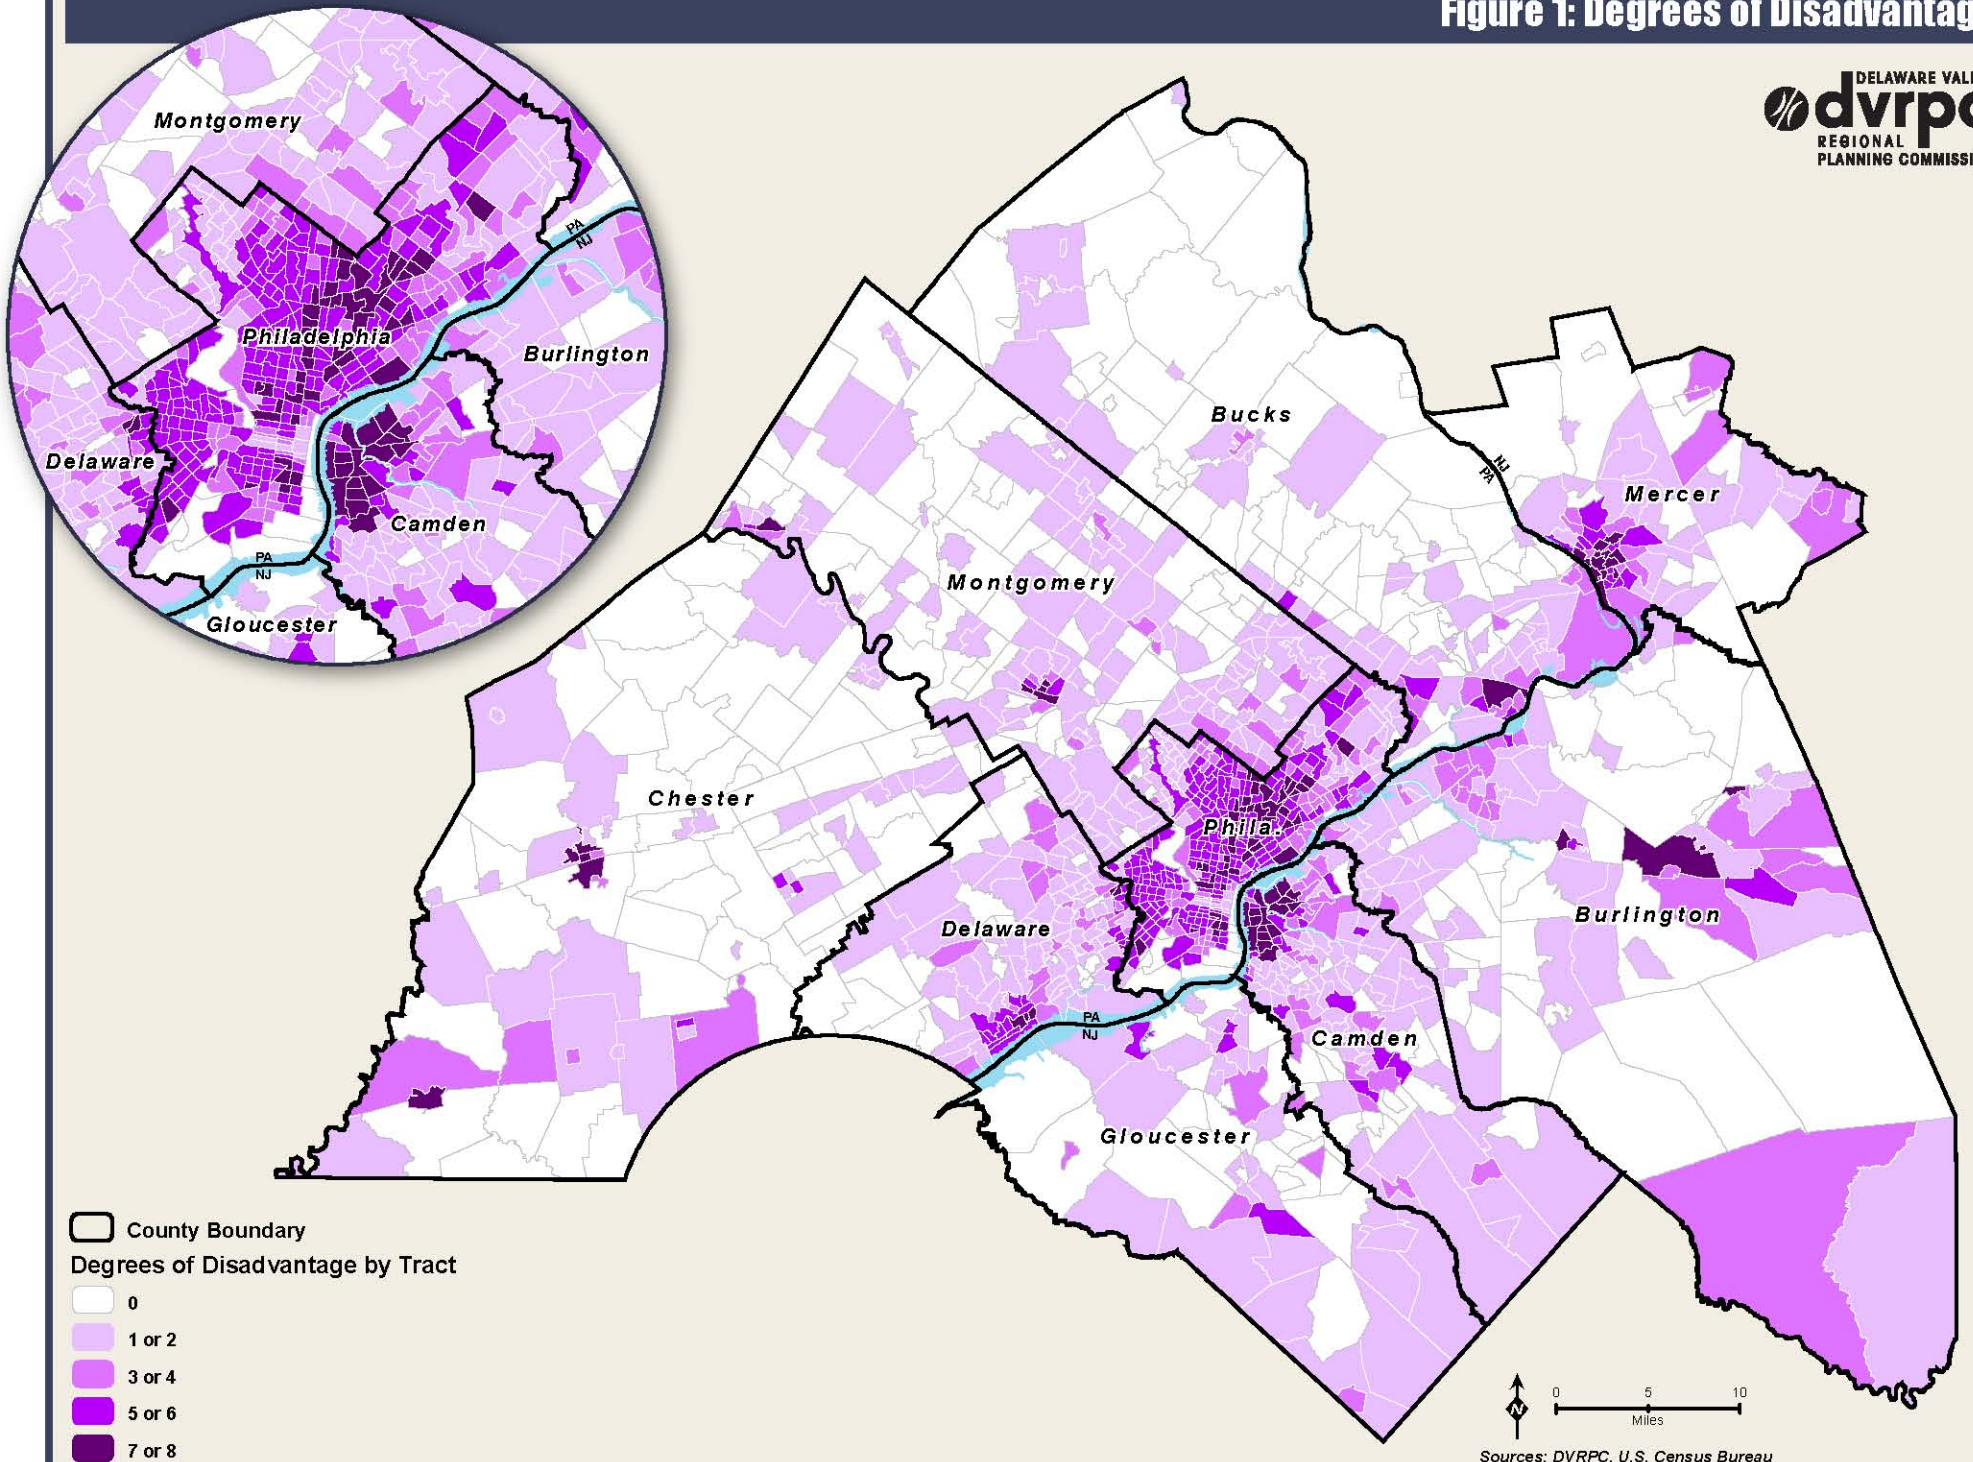 Figure 1: Degrees of Disadvantag
DELAWARE VALL
dvrpc
REGIONAL
PLANNING COMMISSI
Montgomery
PA
NJ
Philadelphia
Burlington
Delaware
Camden
PA
NJ
Gloucester
Bucks
NJ
PA
Mercer
Montgomery
Chester
Phila.
Delaware
Burlington
PA
NJ
Camden
Gloucester
County Boundary
Degrees of Disadvantage by Tract
0
1 or 2
3 or 4
5 or 6
7 or 8
N
0 5 10
Miles
Sources: DVRPC, U.S. Census Bureau